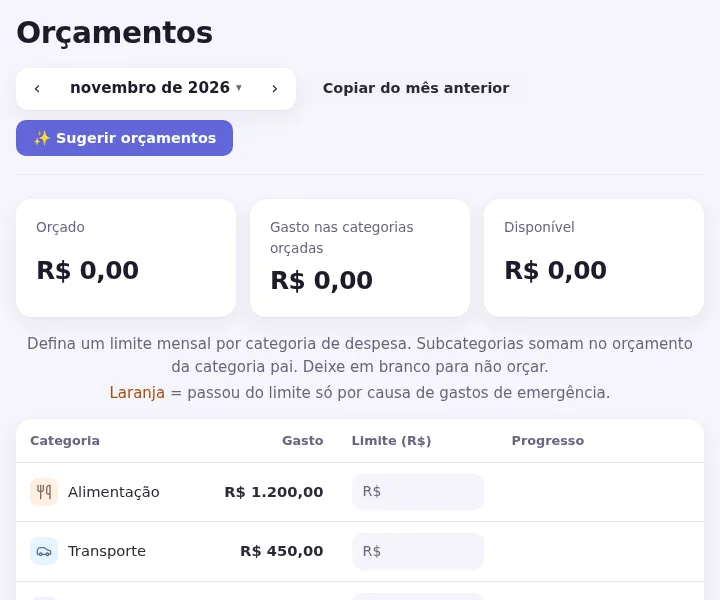 Orçamentos
‹ novembro de 2026 ▾ › Copiar do mês anterior
✨ Sugerir orçamentos
Orçado
R$ 0,00
Gasto nas categorias
orçadas
R$ 0,00
Disponível
R$ 0,00
Defina um limite mensal por categoria de despesa. Subcategorias somam no orçamento
da categoria pai. Deixe em branco para não orçar.
Laranja = passou do limite só por causa de gastos de emergência.
Categoria Gasto Limite (R$) Progresso
Alimentação R$ 1.200,00 R$
Transporte R$ 450,00 R$